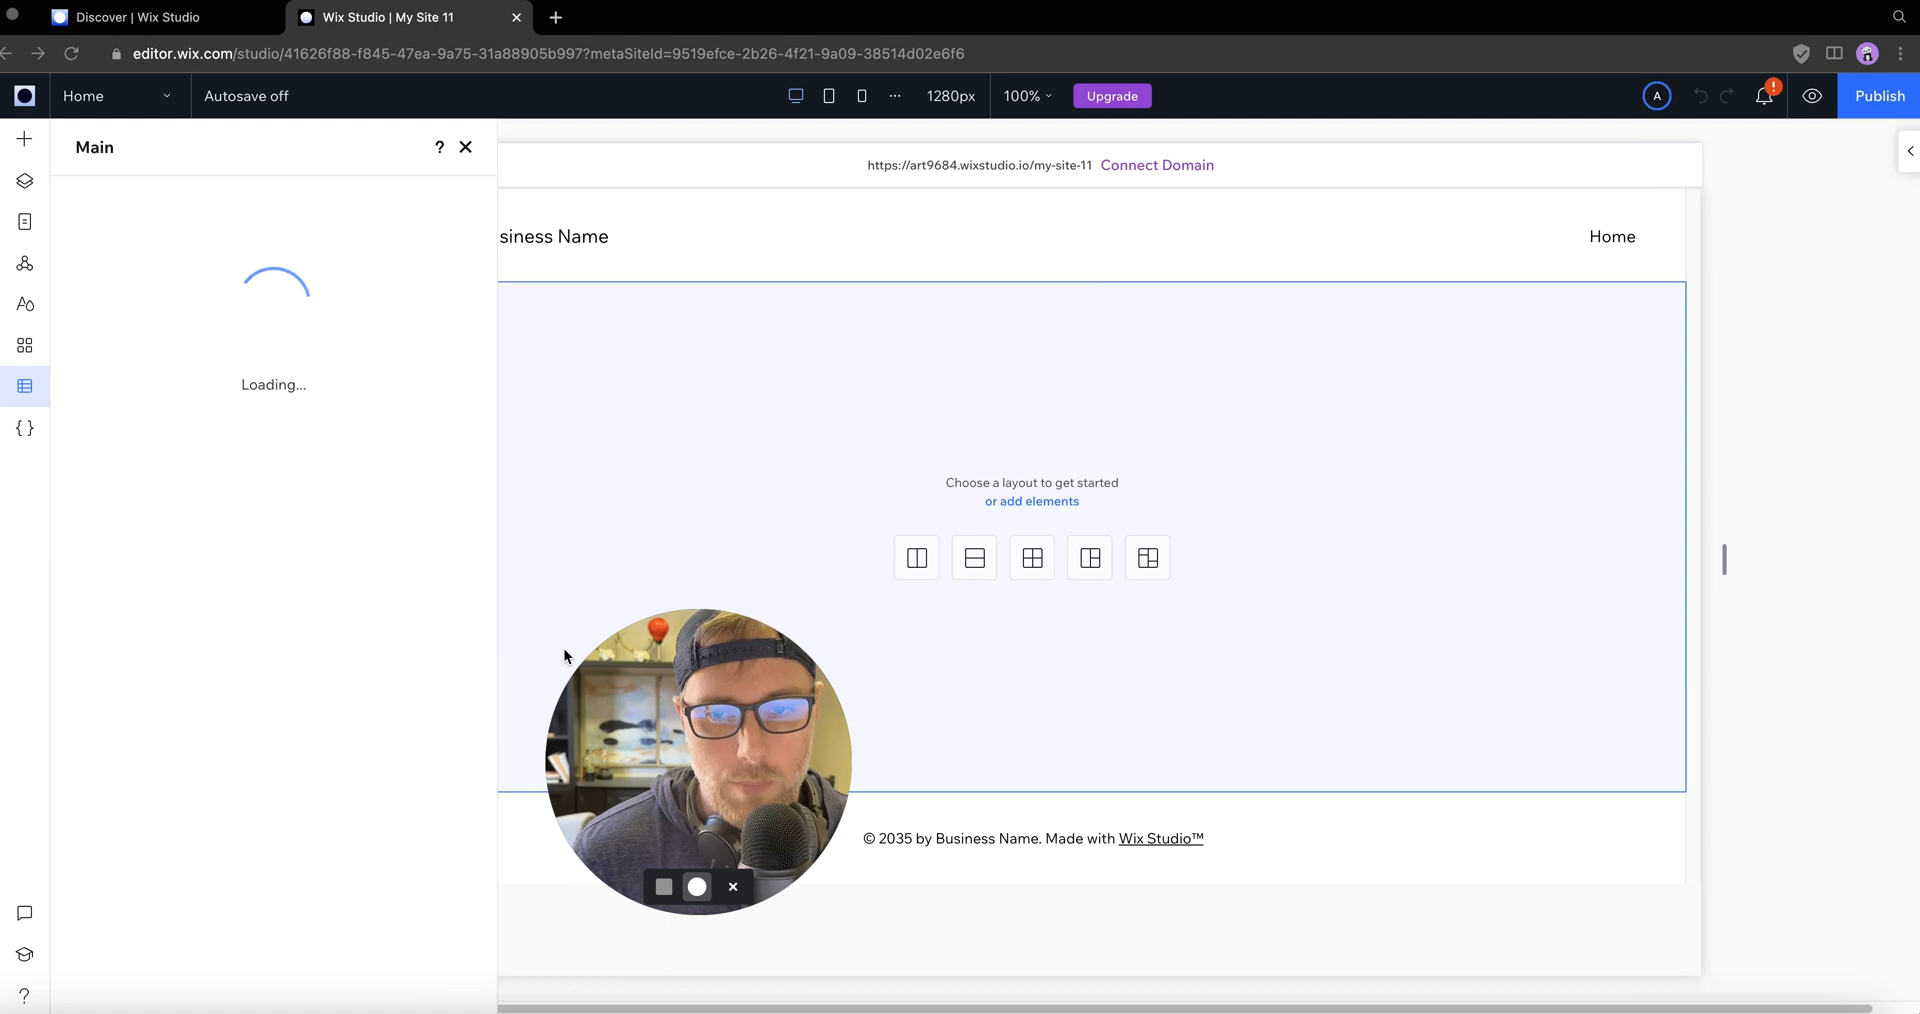 Discover | Wix Studio
Wix Studio | My Site 11
editor.wix.com/studio/41626f88-f845-47ea-9a75-31a88905b997?metaSiteId=9519efce-2b26-4f21-9a09-38514d02e6f6
Home
Autosave off
1280px
100%
Upgrade
A
!
Publish
Main
?
https://art9684.wixstudio.io/my-site-11 Connect Domain
siness Name
Home
Loading...
Choose a layout to get started
or add elements
© 2035 by Business Name. Made with Wix Studio™
?